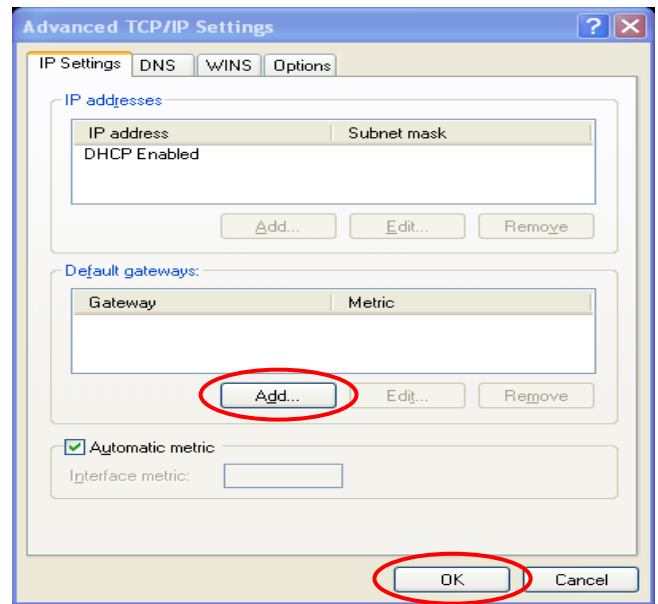 Advanced TCP/IP Settings ?
IP Settings DNS WINS Options
IP addresses
IP address Subnet mask
DHCP Enabled
Add... Edit... Remove
Default gateways:
Gateway Metric
Add... Edit... Remove
Automatic metric
Interface metric:
OK Cancel